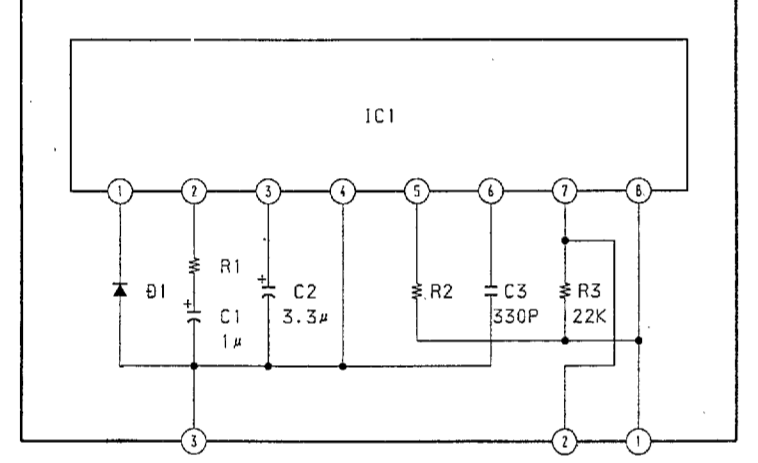 IC1
1 2 3 4 5 6 7 8
D1 R1 C2 R2 C3 R3
C1 3.3μ 330P 22K
1μ
3 2 1